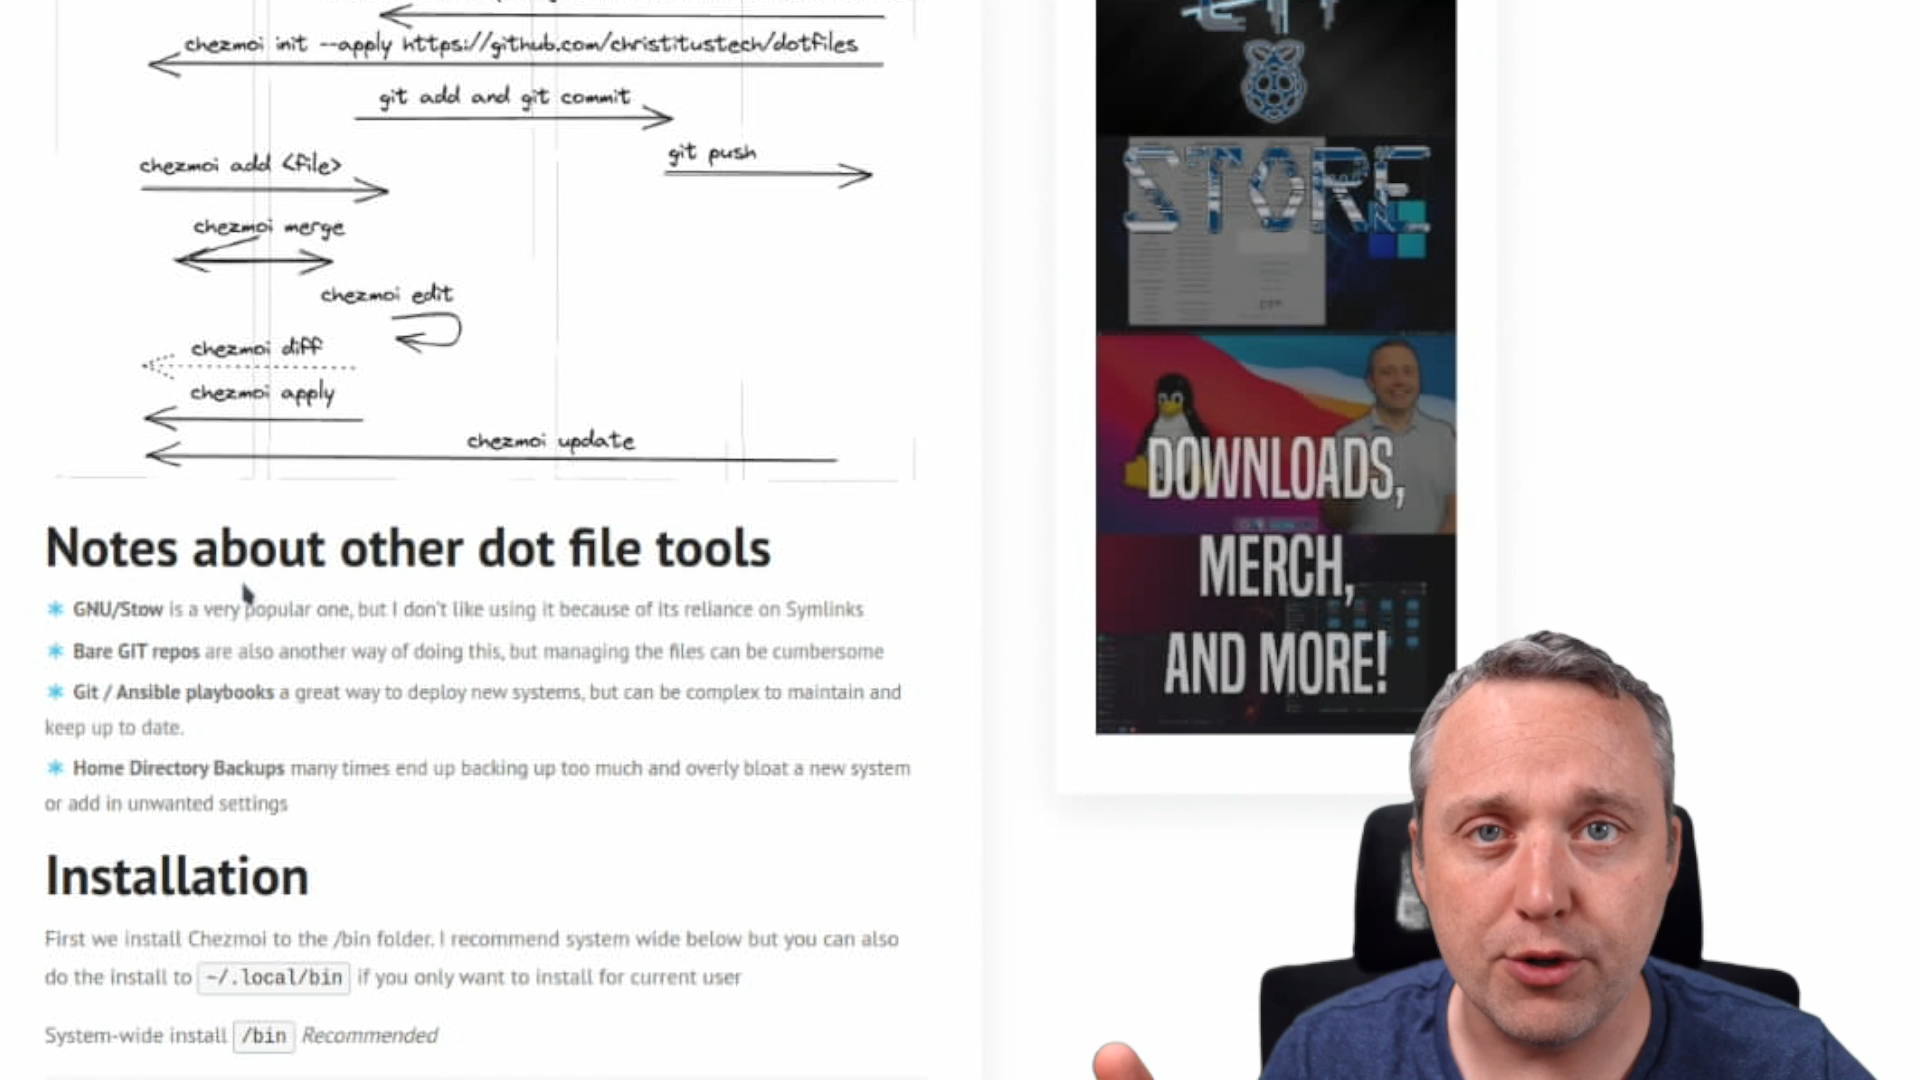 chezmoi init --apply https://github.com/christitustech/dotfiles
git add and git commit
git push
chezmoi add <file>
chezmoi merge
chezmoi edit
chezmoi diff
chezmoi apply
chezmoi update
Notes about other dot file tools
GNU/Stow is a very popular one, but I don't like using it because of its reliance on Symlinks
Bare GIT repos are also another way of doing this, but managing the files can be cumbersome
Git / Ansible playbooks a great way to deploy new systems, but can be complex to maintain and
keep up to date.
Home Directory Backups many times end up backing up too much and overly bloat a new system
or add in unwanted settings
Installation
First we install Chezmoi to the /bin folder. I recommend system wide below but you can also
do the install to ~/.local/bin if you only want to install for current user
System-wide install /bin Recommended
STORE
DOWNLOADS,
MERCH,
AND MORE!